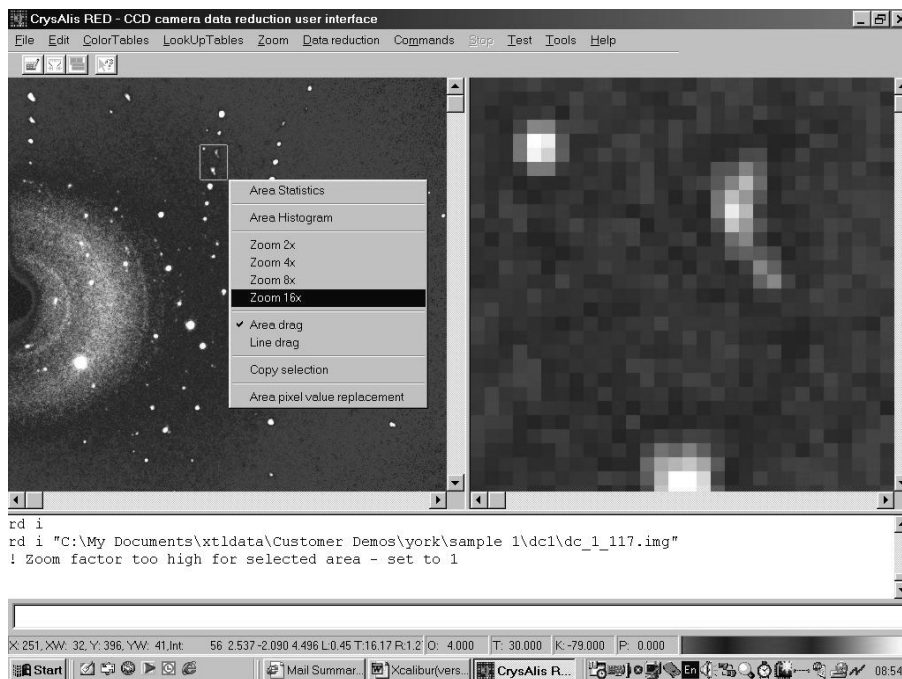 CrysAlis RED - CCD camera data reduction user interface
File Edit ColorTables LookUpTables Zoom Data reduction Commands Stop Test Tools Help
Area Statistics
Area Histogram
Zoom 2x
Zoom 4x
Zoom 8x
Zoom 16x
Area drag
Line drag
Copy selection
Area pixel value replacement
rd i
rd i "C:\My Documents\xtldata\Customer Demos\york\sample 1\dc1\dc_1_117.img"
! Zoom factor too high for selected area - set to 1
X: 251, XW: 32, Y: 396, YW: 41,Int: 56 2.537 -2.090 4.496 L:0.45 T:16.17 R:1.2 O: 4.000 T: 30.000 K: -79.000 P: 0.000
Start Mail Summar... Xcalibur(vers... CrysAlis R... En 08:54